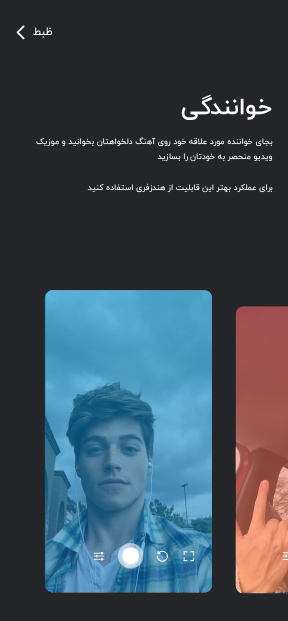 ظبط
خوانندگی
بجای خواننده مورد علاقه خود روی آهنگ دلخواهتان بخوانید و موزیک
ویدیو منحصر به خودتان را بسازید
برای عملکرد بهتر این قابلیت از هندزفری استفاده کنید